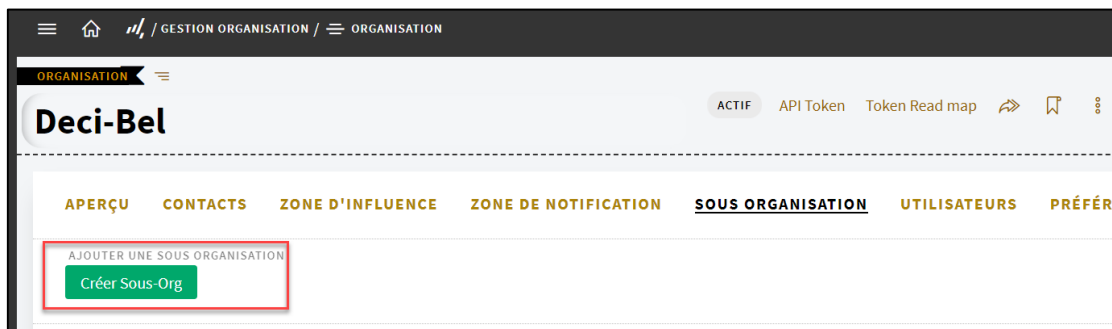 / GESTION ORGANISATION / ORGANISATION
ORGANISATION
Deci-Bel
ACTIF API Token Token Read map
APERÇU CONTACTS ZONE D'INFLUENCE ZONE DE NOTIFICATION SOUS ORGANISATION UTILISATEURS PRÉFÉR
AJOUTER UNE SOUS ORGANISATION
Créer Sous-Org